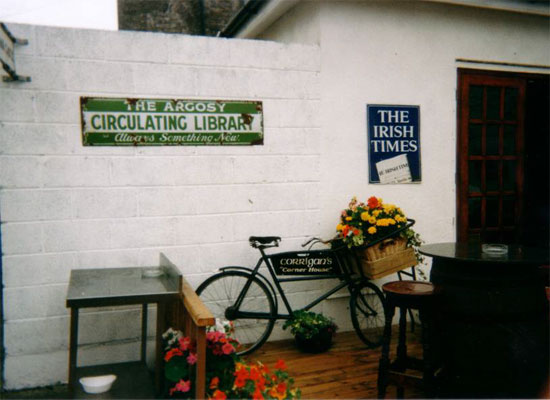 THE ARGOSY
CIRCULATING LIBRARY
Always Something New
THE
IRISH
TIMES
CORRIGAN'S
"Corner House"